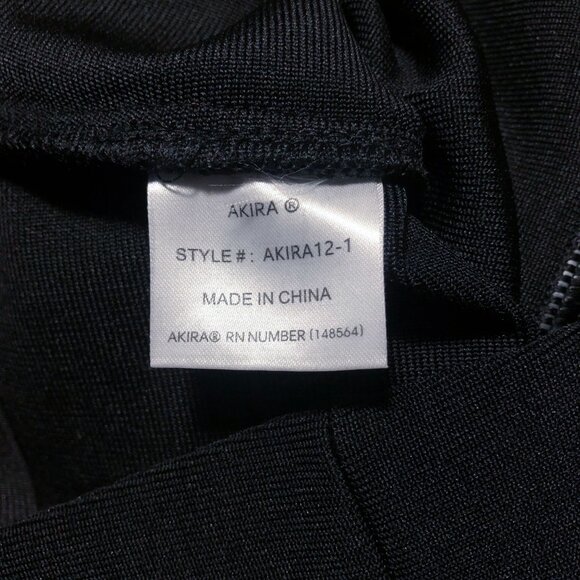 AKIRA ®
STYLE #: AKIRA12-1
MADE IN CHINA
AKIRA® RN NUMBER (148564)